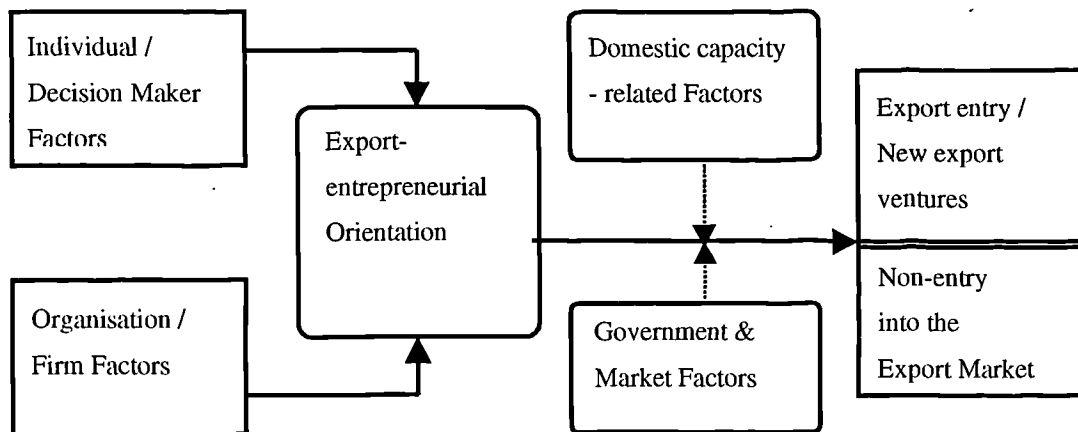 Individual /
Decision Maker
Factors
Organisation /
Firm Factors
Export-
entrepreneurial
Orientation
Domestic capacity
- related Factors
Government &
Market Factors
Export entry /
New export
ventures
Non-entry
into the
Export Market